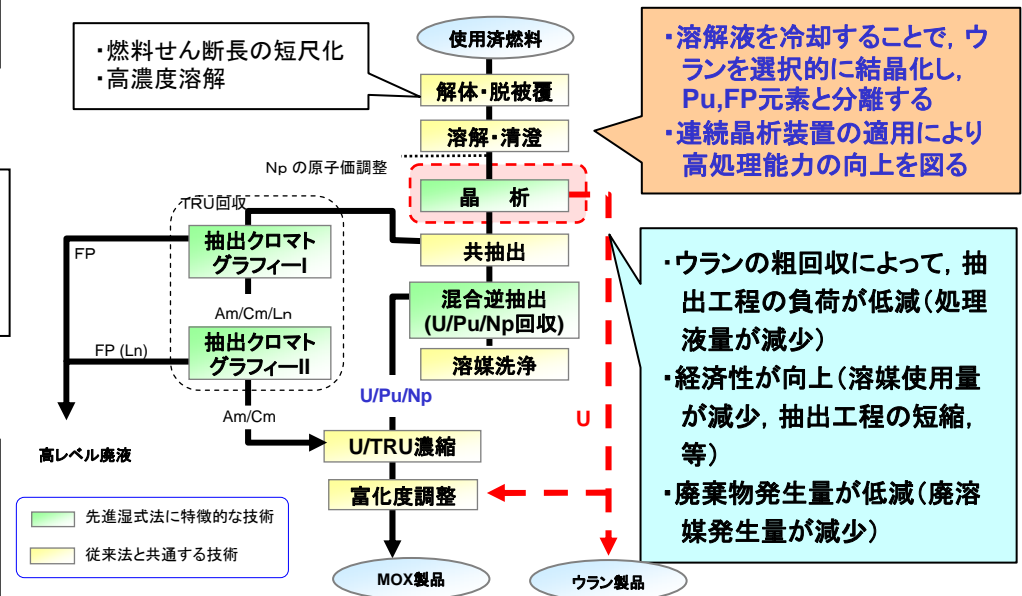 ・燃料せん断長の短尺化
・高濃度溶解
使用済燃料
解体・脱被覆
溶解・清澄
Np の原子価調整
晶 析
・溶解液を冷却することで，ウ
ランを選択的に結晶化し，
Pu,FP元素と分離する
・連続晶析装置の適用により
高処理能力の向上を図る
TRU回収
抽出クロマト
グラフィーI
FP
Am/Cm/Ln
抽出クロマト
グラフィーII
FP (Ln)
Am/Cm
高レベル廃液
共抽出
混合逆抽出
(U/Pu/Np回収)
溶媒洗浄
U/Pu/Np
U
U/TRU濃縮
富化度調整
MOX製品
ウラン製品
・ウランの粗回収によって，抽
出工程の負荷が低減（処理
液量が減少）
・経済性が向上（溶媒使用量
が減少，抽出工程の短縮，
等）
・廃棄物発生量が低減（廃溶
媒発生量が減少）
先進湿式法に特徴的な技術
従来法と共通する技術